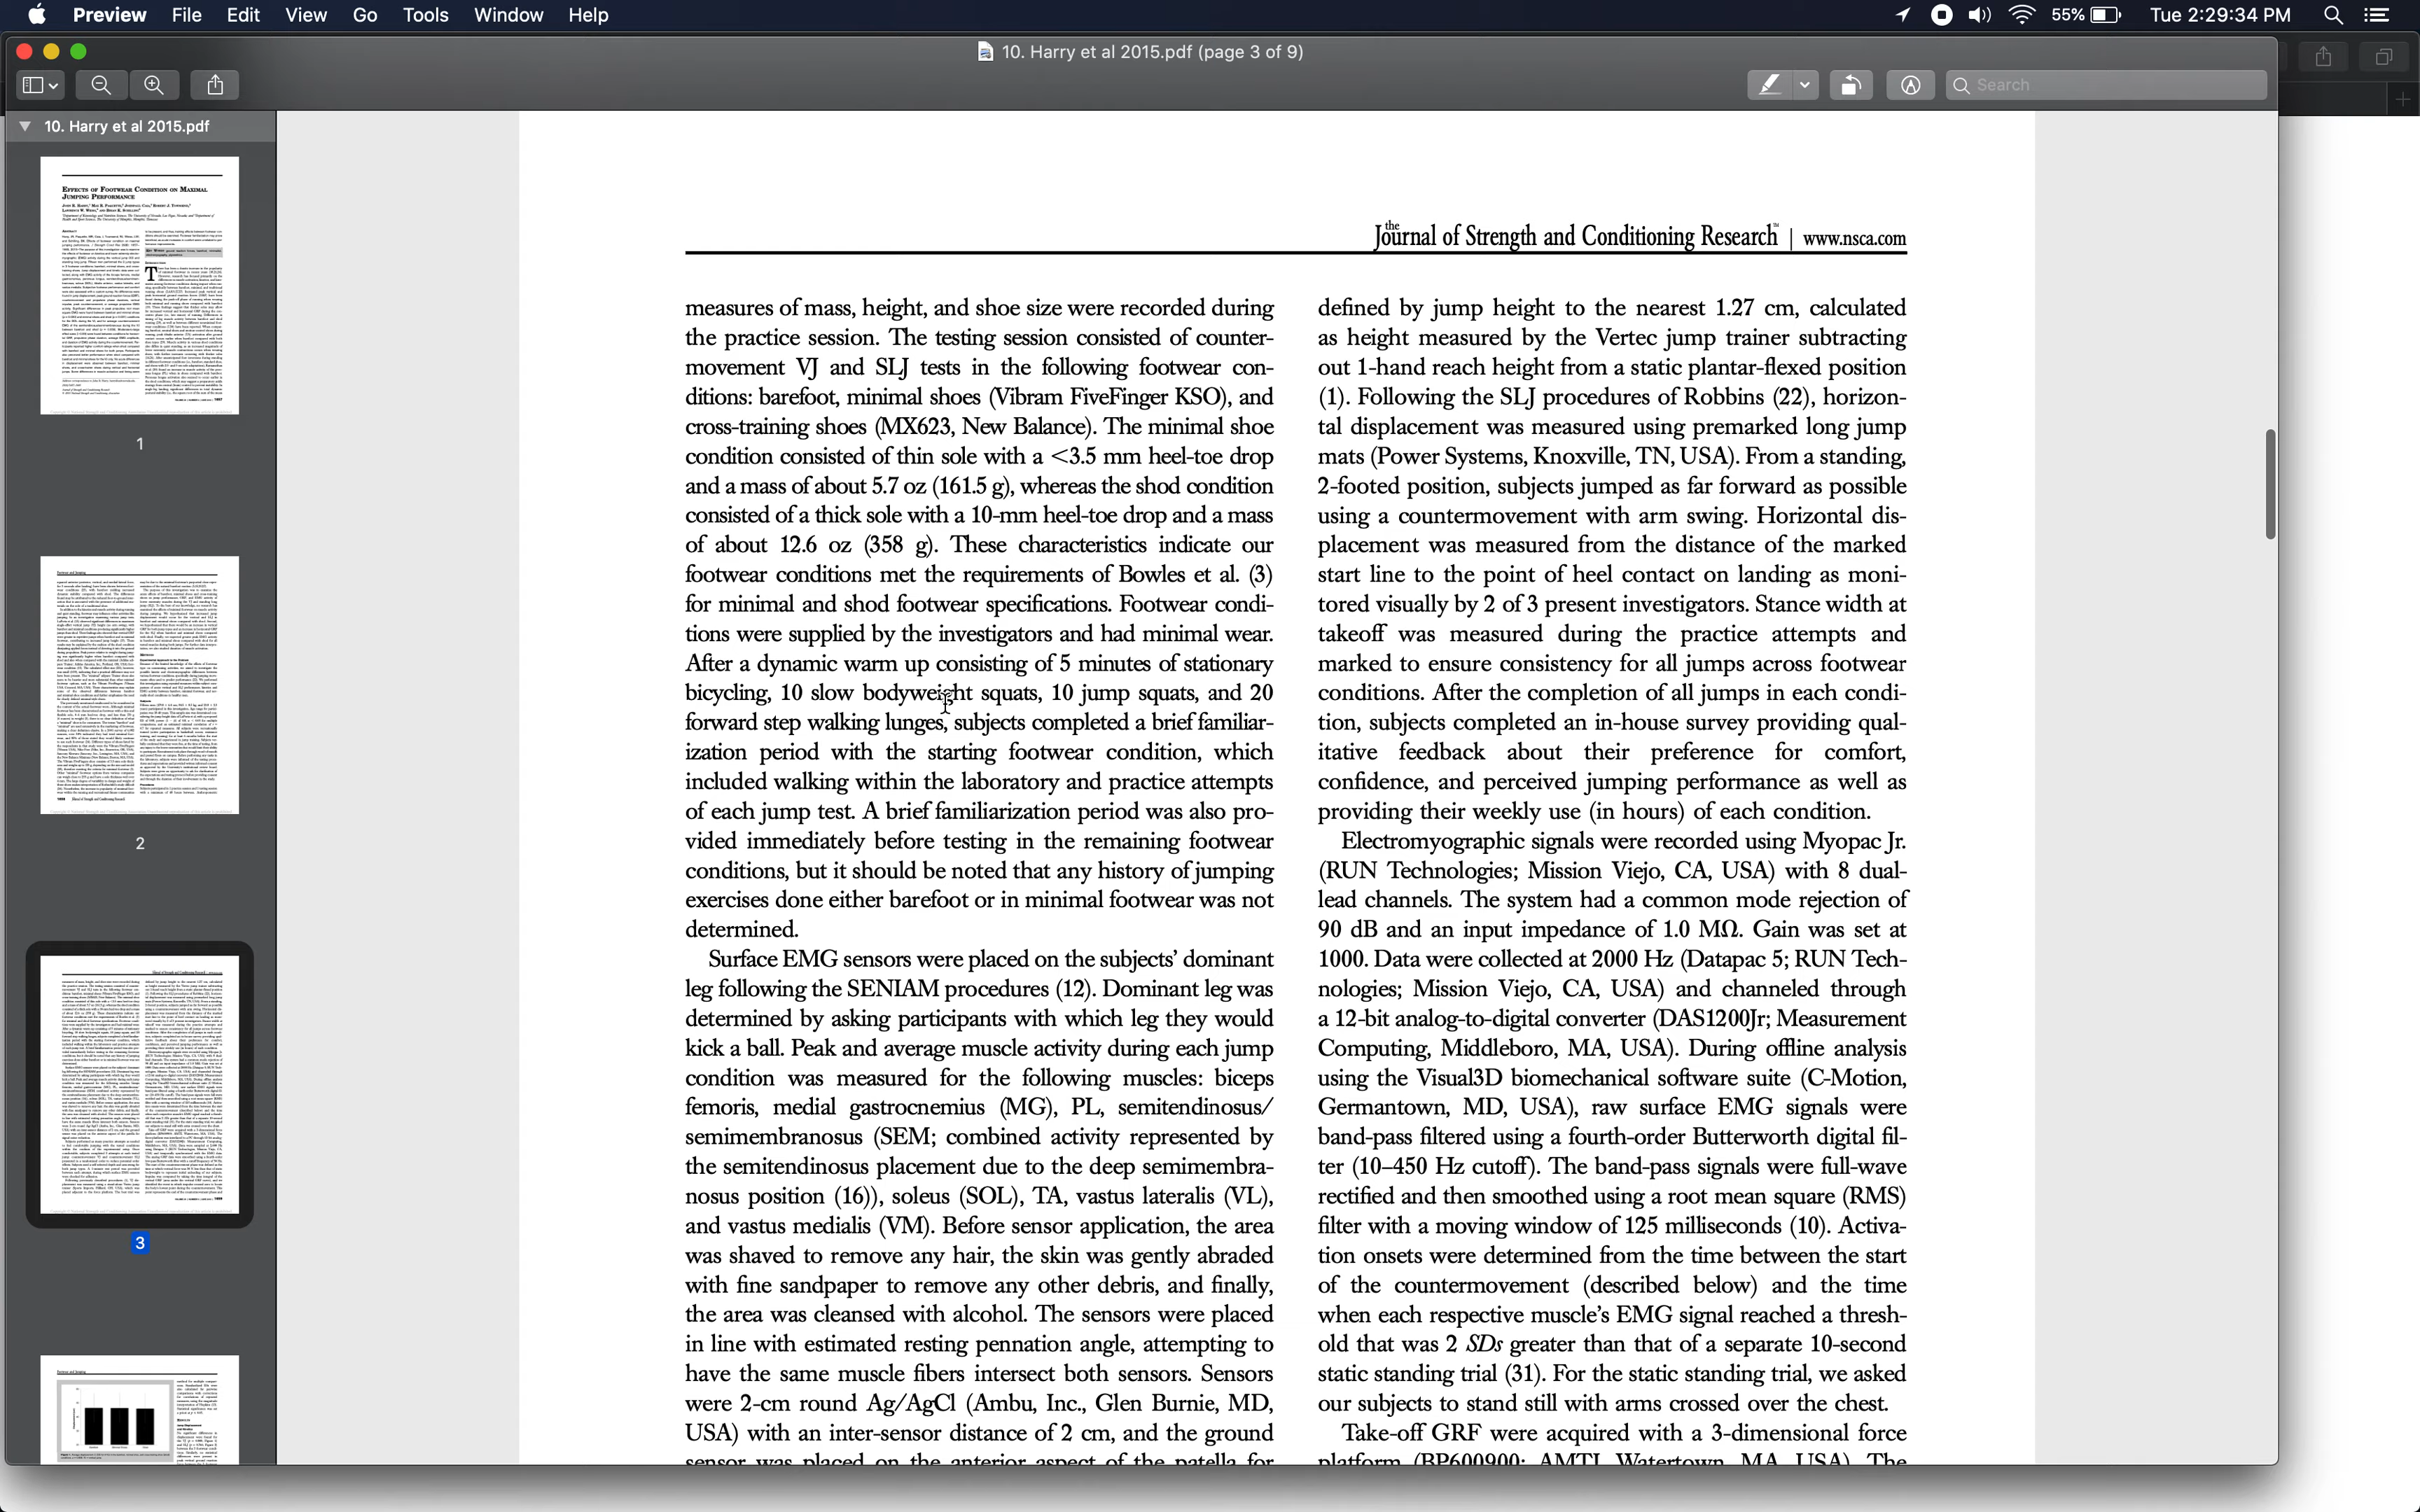 Preview File Edit View Go Tools Window Help
55% Tue 2:29:34 PM
10. Harry et al 2015.pdf (page 3 of 9)
Search
10. Harry et al 2015.pdf
EFFECTS OF FOOTWEAR CONDITION ON MAXIMAL
JUMPING PERFORMANCE
1
2
3
the
Journal of Strength and Conditioning Research™ | www.nsca.com
measures of mass, height, and shoe size were recorded during
the practice session. The testing session consisted of counter-
movement VJ and SLJ tests in the following footwear con-
ditions: barefoot, minimal shoes (Vibram FiveFinger KSO), and
cross-training shoes (MX623, New Balance). The minimal shoe
condition consisted of thin sole with a <3.5 mm heel-toe drop
and a mass of about 5.7 oz (161.5 g), whereas the shod condition
consisted of a thick sole with a 10-mm heel-toe drop and a mass
of about 12.6 oz (358 g). These characteristics indicate our
footwear conditions met the requirements of Bowles et al. (3)
for minimal and shod footwear specifications. Footwear condi-
tions were supplied by the investigators and had minimal wear.
After a dynamic warm up consisting of 5 minutes of stationary
bicycling, 10 slow bodyweight squats, 10 jump squats, and 20
forward step walking lunges, subjects completed a brief familiar-
ization period with the starting footwear condition, which
included walking within the laboratory and practice attempts
of each jump test. A brief familiarization period was also pro-
vided immediately before testing in the remaining footwear
conditions, but it should be noted that any history of jumping
exercises done either barefoot or in minimal footwear was not
determined.
Surface EMG sensors were placed on the subjects' dominant
leg following the SENIAM procedures (12). Dominant leg was
determined by asking participants with which leg they would
kick a ball. Peak and average muscle activity during each jump
condition was measured for the following muscles: biceps
femoris, medial gastrocnemius (MG), PL, semitendinosus/
semimembranosus (SEM; combined activity represented by
the semitendinosus placement due to the deep semimembra-
nosus position (16)), soleus (SOL), TA, vastus lateralis (VL),
and vastus medialis (VM). Before sensor application, the area
was shaved to remove any hair, the skin was gently abraded
with fine sandpaper to remove any other debris, and finally,
the area was cleansed with alcohol. The sensors were placed
in line with estimated resting pennation angle, attempting to
have the same muscle fibers intersect both sensors. Sensors
were 2-cm round Ag/AgCl (Ambu, Inc., Glen Burnie, MD,
USA) with an inter-sensor distance of 2 cm, and the ground
sensor was placed on the anterior aspect of the patella for
defined by jump height to the nearest 1.27 cm, calculated
as height measured by the Vertec jump trainer subtracting
out 1-hand reach height from a static plantar-flexed position
(1). Following the SLJ procedures of Robbins (22), horizon-
tal displacement was measured using premarked long jump
mats (Power Systems, Knoxville, TN, USA). From a standing,
2-footed position, subjects jumped as far forward as possible
using a countermovement with arm swing. Horizontal dis-
placement was measured from the distance of the marked
start line to the point of heel contact on landing as moni-
tored visually by 2 of 3 present investigators. Stance width at
takeoff was measured during the practice attempts and
marked to ensure consistency for all jumps across footwear
conditions. After the completion of all jumps in each condi-
tion, subjects completed an in-house survey providing qual-
itative feedback about their preference for comfort,
confidence, and perceived jumping performance as well as
providing their weekly use (in hours) of each condition.
Electromyographic signals were recorded using Myopac Jr.
(RUN Technologies; Mission Viejo, CA, USA) with 8 dual-
lead channels. The system had a common mode rejection of
90 dB and an input impedance of 1.0 MΩ. Gain was set at
1000. Data were collected at 2000 Hz (Datapac 5; RUN Tech-
nologies; Mission Viejo, CA, USA) and channeled through
a 12-bit analog-to-digital converter (DAS1200Jr; Measurement
Computing, Middleboro, MA, USA). During offline analysis
using the Visual3D biomechanical software suite (C-Motion,
Germantown, MD, USA), raw surface EMG signals were
band-pass filtered using a fourth-order Butterworth digital fil-
ter (10–450 Hz cutoff). The band-pass signals were full-wave
rectified and then smoothed using a root mean square (RMS)
filter with a moving window of 125 milliseconds (10). Activa-
tion onsets were determined from the time between the start
of the countermovement (described below) and the time
when each respective muscle's EMG signal reached a thresh-
old that was 2 SDs greater than that of a separate 10-second
static standing trial (31). For the static standing trial, we asked
our subjects to stand still with arms crossed over the chest.
Take-off GRF were acquired with a 3-dimensional force
platform (BP600900; AMTI, Watertown, MA, USA). The